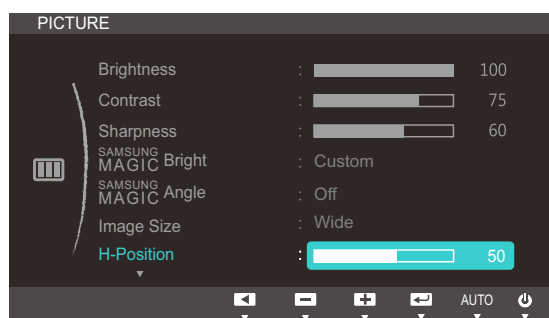 PICTURE
Brightness : 100
Contrast : 75
Sharpness : 60
SAMSUNG MAGIC Bright : Custom
SAMSUNG MAGIC Angle : Off
Image Size : Wide
H-Position : 50
AUTO